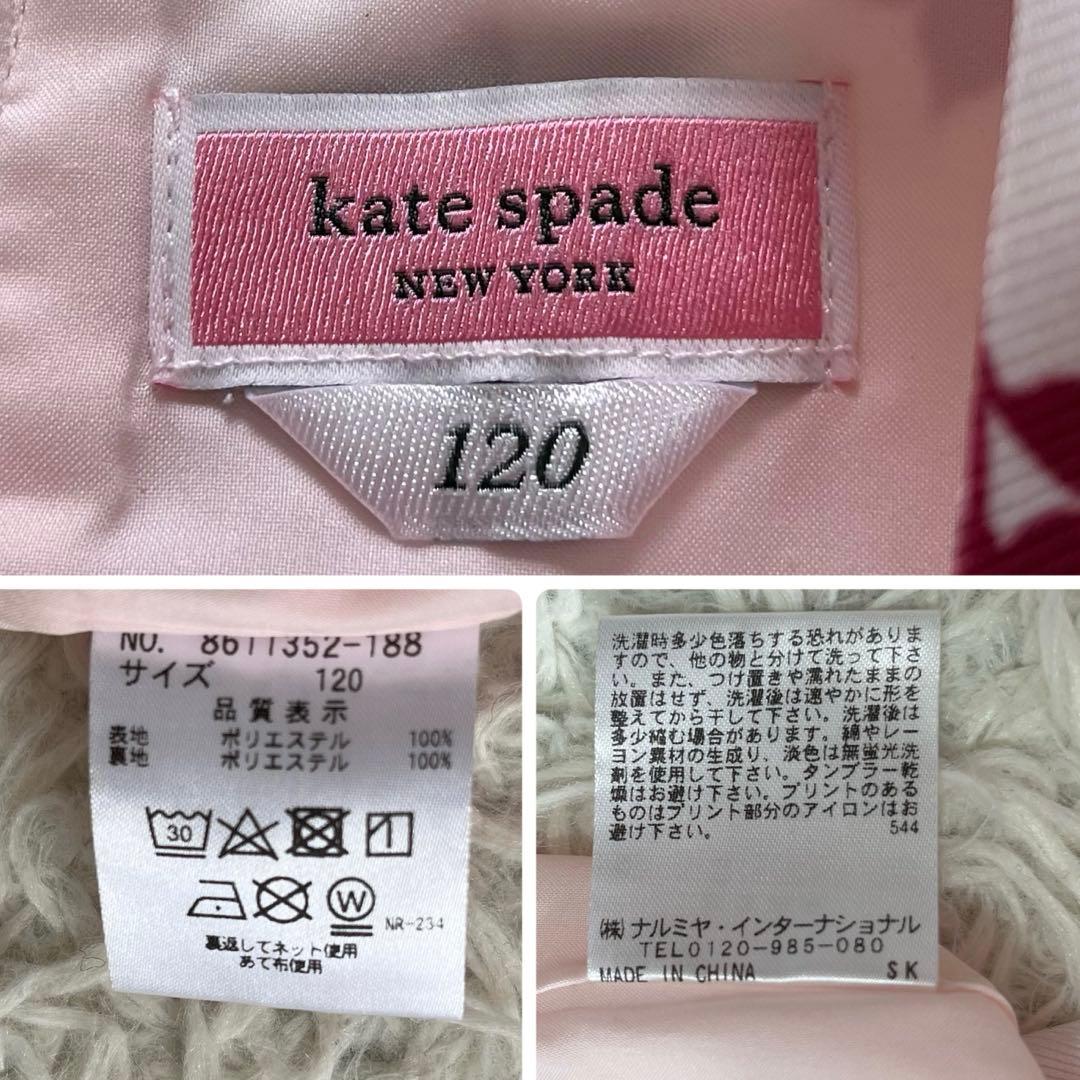 kate spade
NEW YORK
120
NO. 8611352-188
サイズ 120
品質表示
表地 ポリエステル 100%
裏地 ポリエステル 100%
30
W
NR-234
裏返してネット使用
あて布使用
洗濯時多少色落ちする恐れがありま
すので、他の物と分けて洗って下さ
い。また、つけ置きや濡れたままの
放置はせず、洗濯後は速やかに形を
整えてから干して下さい。洗濯後は
多少縮む場合があります。綿やレー
ヨン素材の生成り、淡色は無蛍光洗
剤を使用して下さい。タンブラー乾
燥はお避け下さい。プリントのある
ものはプリント部分のアイロンはお
避け下さい。 544
(株)ナルミヤ・インターナショナル
TEL0120-985-080
MADE IN CHINA SK